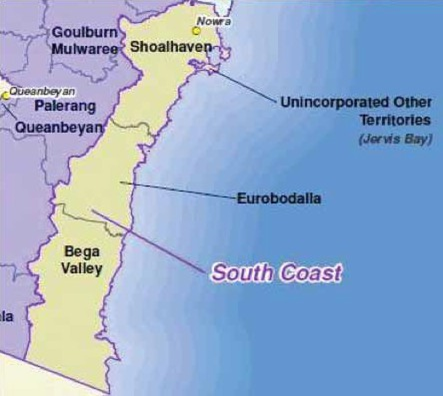 Nowra
Goulburn
Mulwaree
Shoalhaven
Queanbeyan
Palerang
Queanbeyan
Unincorporated Other
Territories
(Jervis Bay)
Eurobodalla
Bega
Valley
South Coast
la